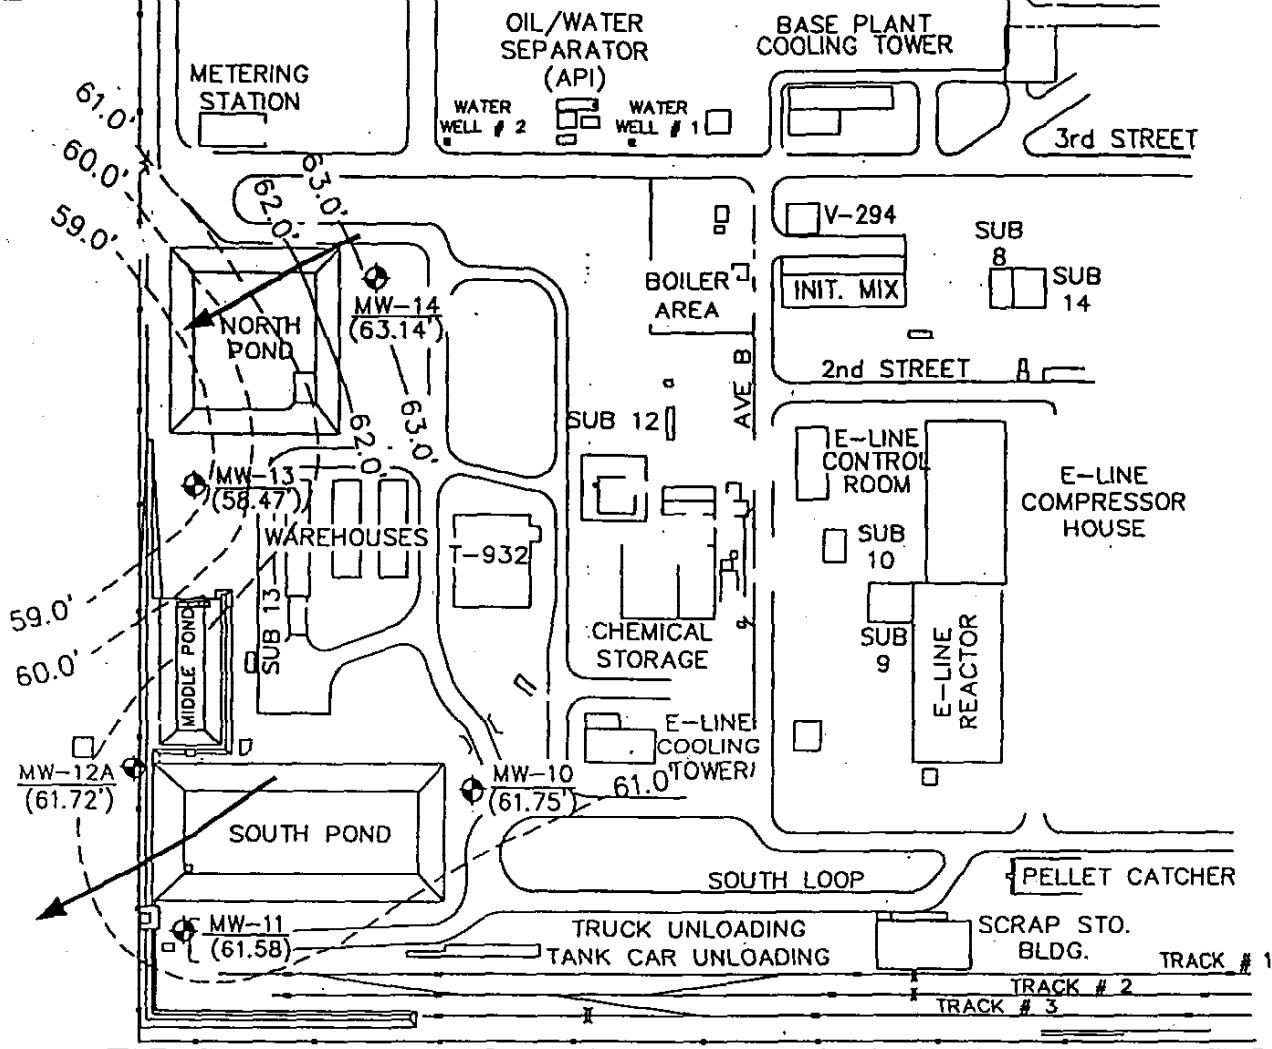 OIL/WATER
SEPARATOR
(API)
BASE PLANT
COOLING TOWER
METERING
STATION
61.0'
WATER
WELL # 2
WATER
WELL # 1
3rd STREET
60.0'
63.0'
62.0'
59.0'
V-294
SUB
8
SUB
14
BOILER
AREA
INIT. MIX
MW-14
(63.14')
NORTH
POND
2nd STREET
AVE B
SUB 12
63.0'
62.0'
E-LINE
CONTROL
ROOM
E-LINE
COMPRESSOR
HOUSE
MW-13
(58.47')
WAREHOUSES
T-932
SUB
10
59.0'
60.0'
MIDDLE POND
SUB 13
CHEMICAL
STORAGE
SUB
9
E-LINE
REACTOR
E-LINE
COOLING
TOWER
MW-12A
(61.72')
MW-10
(61.75')
61.0'
SOUTH POND
SOUTH LOOP
PELLET CATCHER
MW-11
(61.58)
TRUCK UNLOADING
TANK CAR UNLOADING
SCRAP STO.
BLDG.
TRACK # 1
TRACK # 2
TRACK # 3